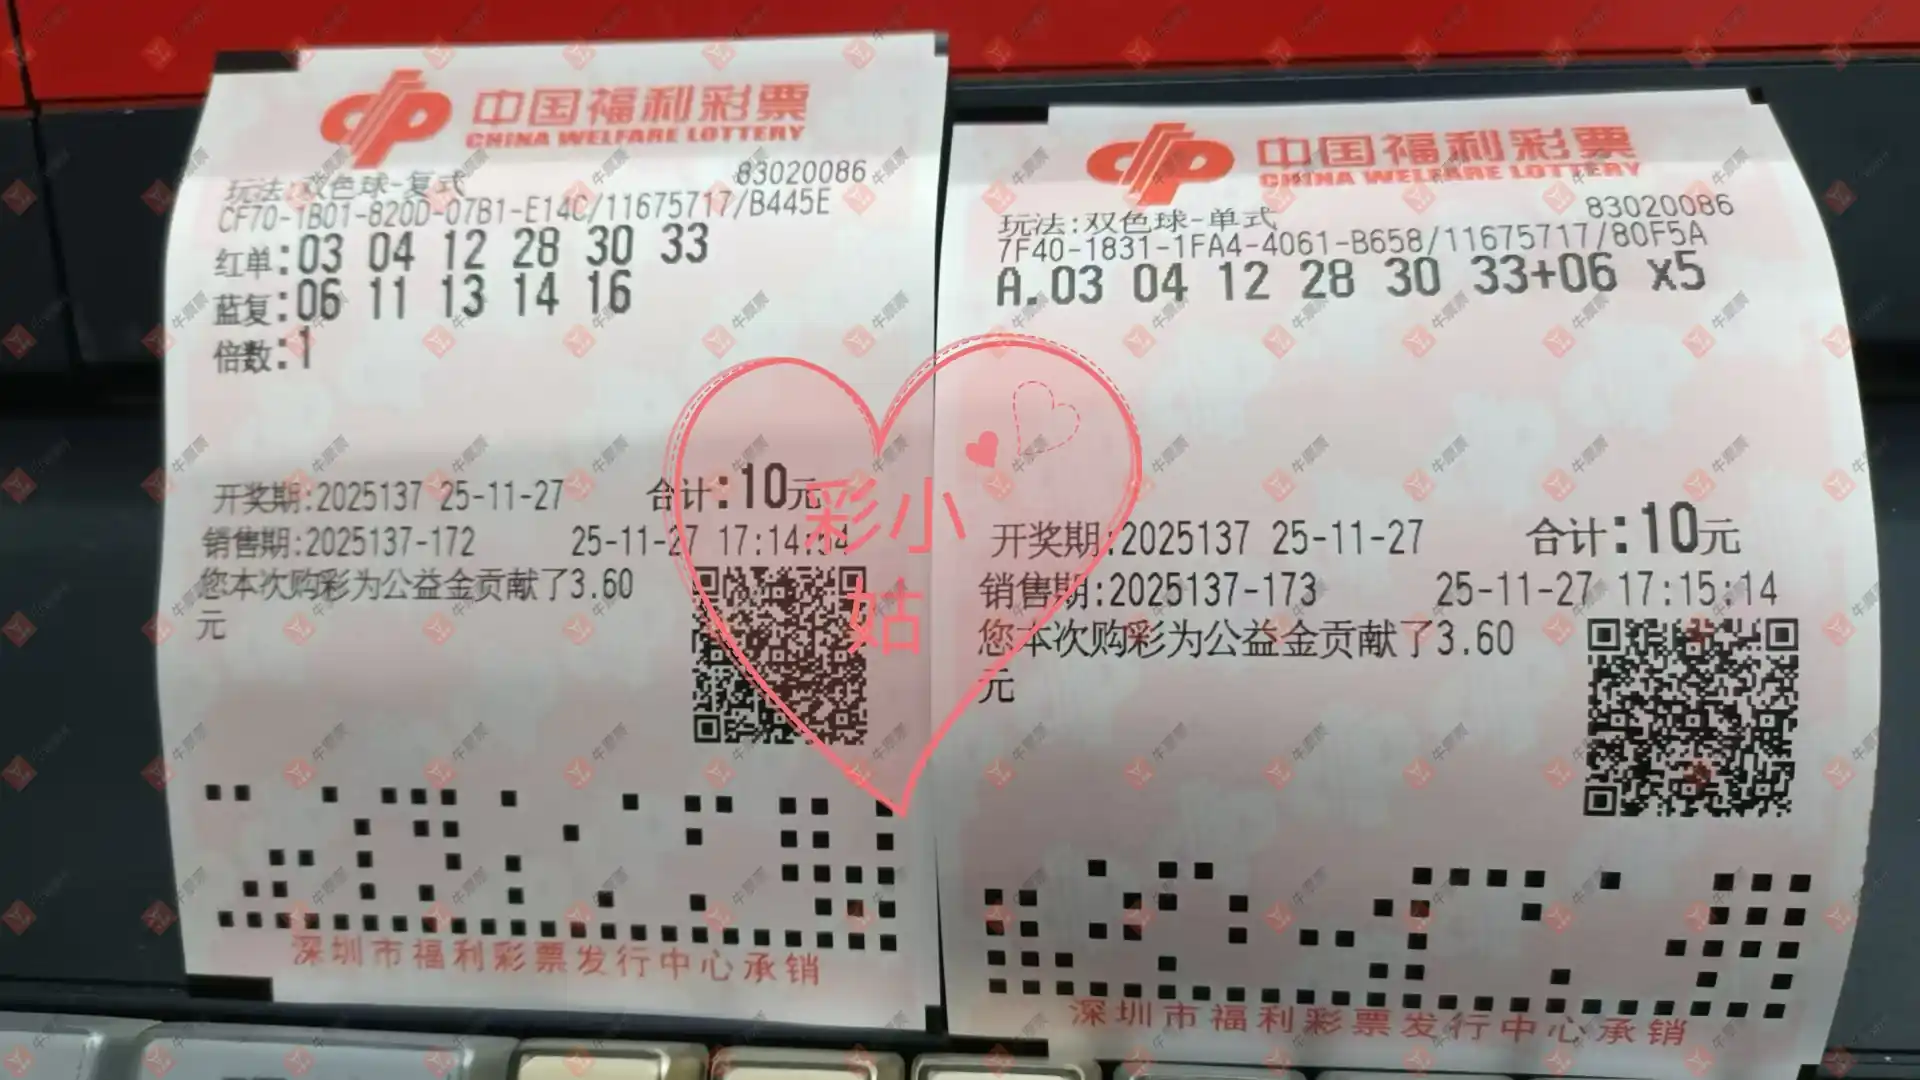 中国福利彩票
CHINA WELFARE LOTTERY
83020086
玩法:双色球-复式
CF70-1B01-820D-07B1-E14C/11675717/B445E
红单:03 04 12 28 30 33
蓝复:06 11 13 14 16
倍数:1
开奖期:2025137 25-11-27 合计:10元
销售期:2025137-172 25-11-27 17:14:54
您本次购彩为公益金贡献了3.60
元
深圳市福利彩票发行中心承销
中国福利彩票
CHINA WELFARE LOTTERY
83020086
玩法:双色球-单式
7F40-1831-1FA4-4061-B658/11675717/80F5A
A.03 04 12 28 30 33+06 x5
开奖期:2025137 25-11-27 合计:10元
销售期:2025137-173 25-11-27 17:15:14
您本次购彩为公益金贡献了3.60
元
深圳市福利彩票发行中心承销
彩小
姑